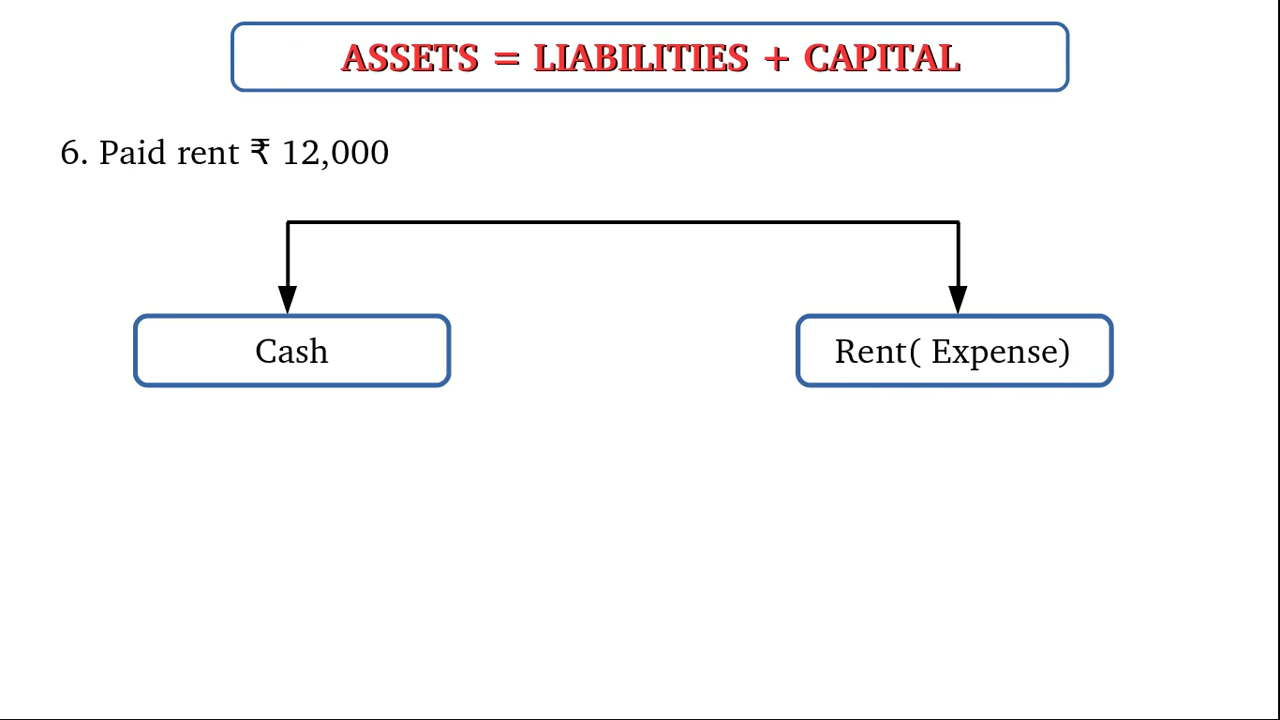 ASSETS = LIABILITIES + CAPITAL
6. Paid rent ₹ 12,000
Cash
Rent( Expense)